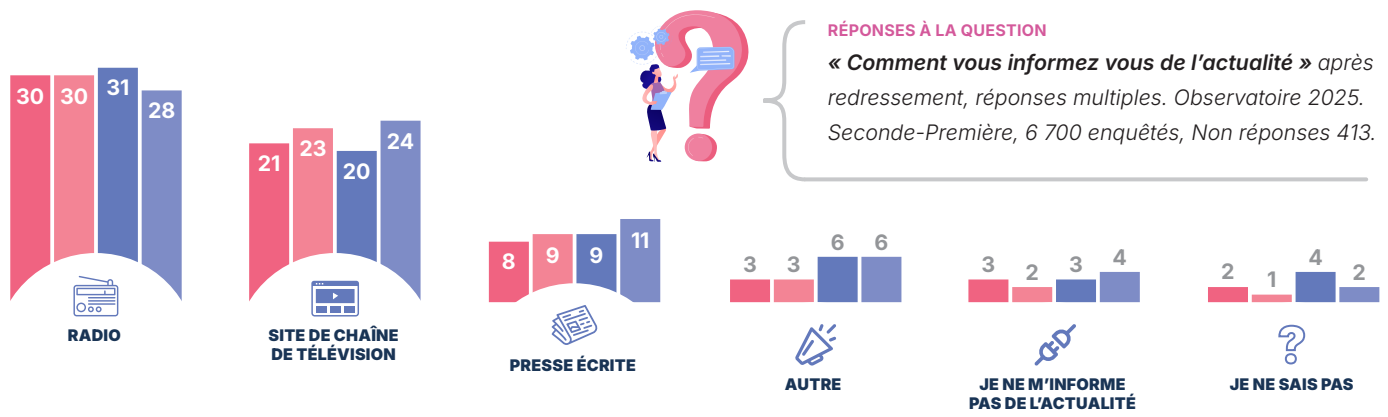 RÉPONSES À LA QUESTION
« Comment vous informez vous de l'actualité » après
redressement, réponses multiples. Observatoire 2025.
Seconde-Première, 6 700 enquêtés, Non réponses 413.
30 30 31 28
RADIO
21 23 20 24
SITE DE CHAÎNE
DE TÉLÉVISION
8 9 9 11
PRESSE ÉCRITE
3 3 6 6
AUTRE
3 2 3 4
JE NE M'INFORME
PAS DE L'ACTUALITÉ
2 1 4 2
JE NE SAIS PAS